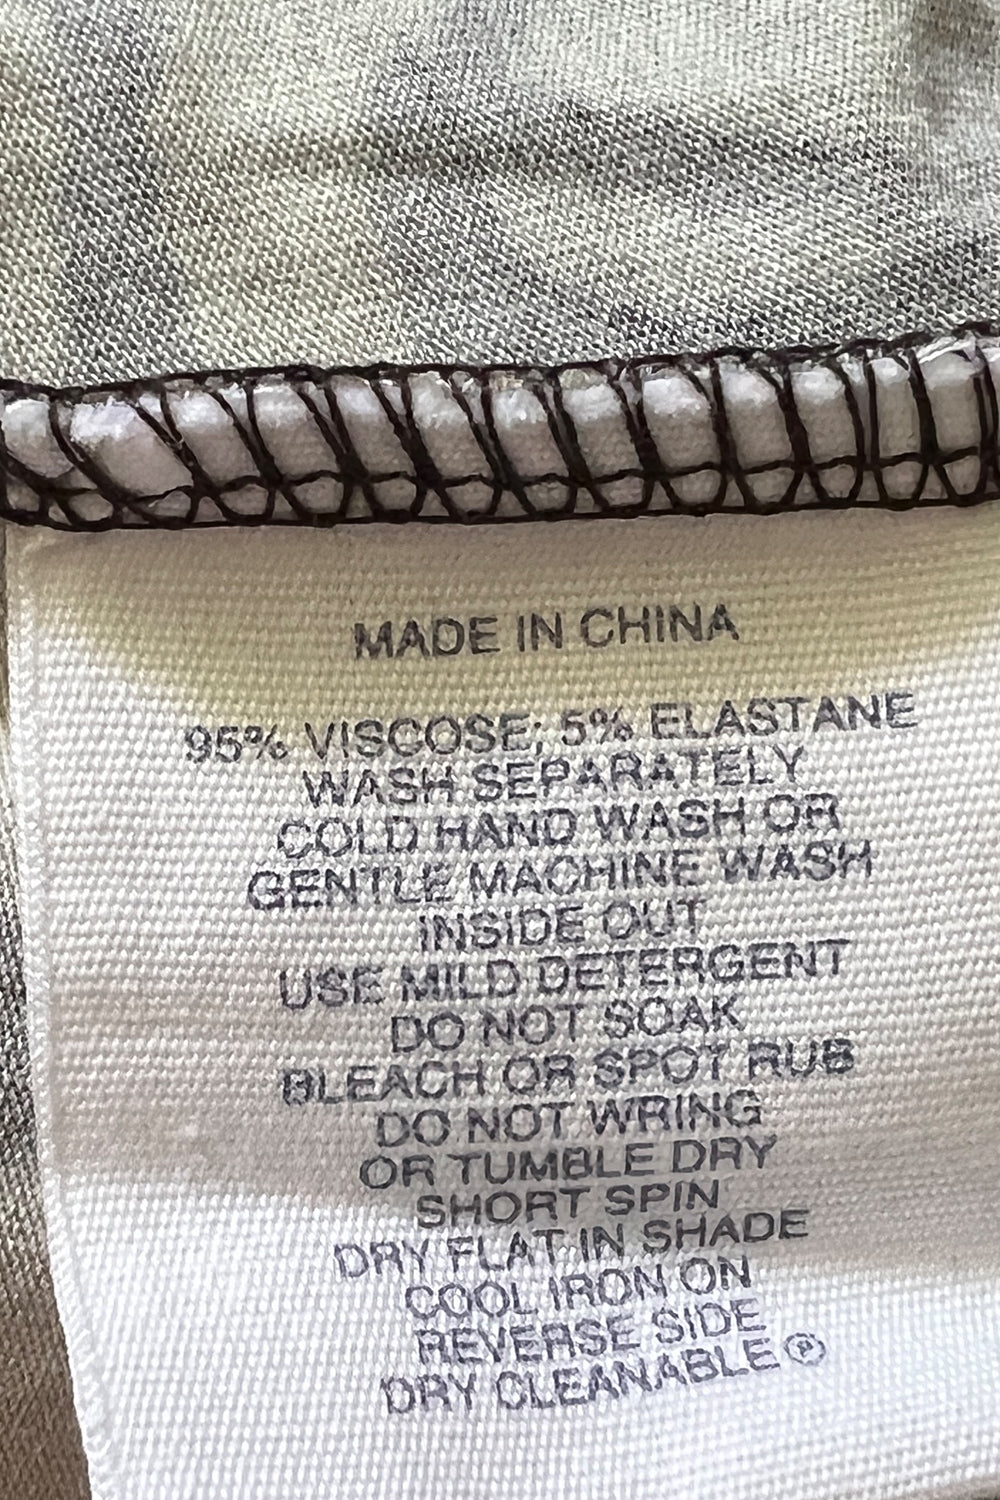 MADE IN CHINA
95% VISCOSE; 5% ELASTANE
WASH SEPARATELY
COLD HAND WASH OR
GENTLE MACHINE WASH
INSIDE OUT
USE MILD DETERGENT
DO NOT SOAK
BLEACH OR SPOT RUB
DO NOT WRING
OR TUMBLE DRY
SHORT SPIN
DRY FLAT IN SHADE
COOL IRON ON
REVERSE SIDE
DRY CLEANABLE Ⓟ